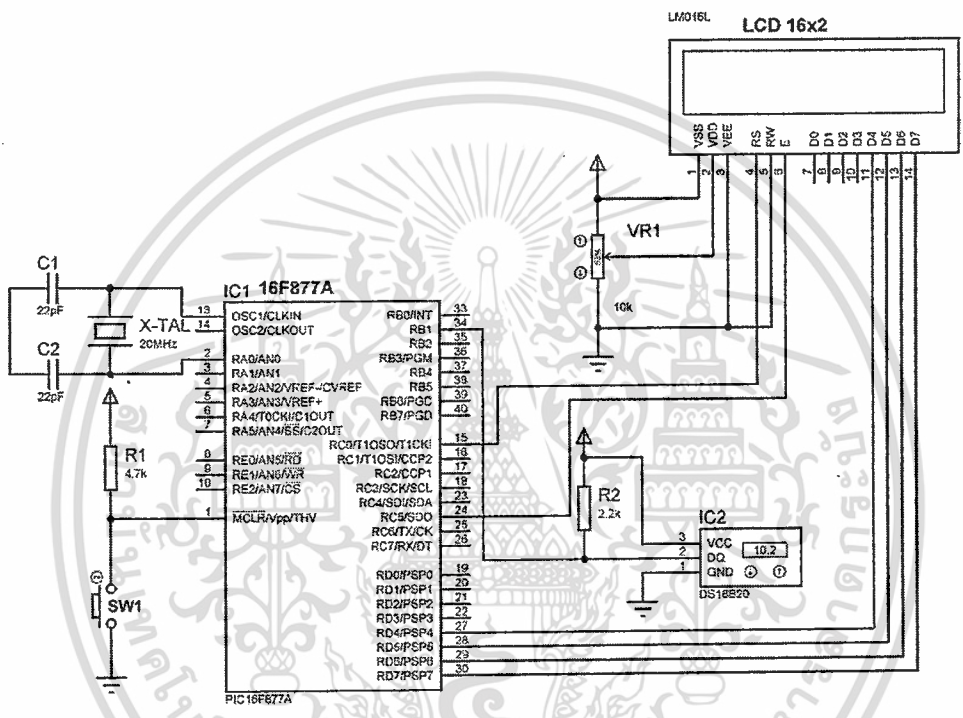 LM016L
LCD 16x2
VSS
VDD
VEE
RS
RW
E
D0
D1
D2
D3
D4
D5
D6
D7
1
2
3
4
5
6
7
8
9
10
11
12
13
14
VR1
10k
C1
22pF
C2
22pF
X-TAL
20MHz
R1
4.7k
SW1
IC1 16F877A
13 OSC1/CLKIN
14 OSC2/CLKOUT
2 RA0/AN0
3 RA1/AN1
4 RA2/AN2/VREF-/CVREF
5 RA3/AN3/VREF+
6 RA4/T0CKI/C1OUT
7 RA5/AN4/SS/C2OUT
8 RE0/AN5/RD
9 RE1/AN6/WR
10 RE2/AN7/CS
1 MCLR/Vpp/THV
RB0/INT 33
RB1 34
RB2 35
RB3/PGM 36
RB4 37
RB5 38
RB6/PGC 39
RB7/PGD 40
RC0/T1OSO/T1CKI 15
RC1/T1OSI/CCP2 16
RC2/CCP1 17
RC3/SCK/SCL 18
RC4/SDI/SDA 23
RC5/SDO 24
RC6/TX/CK 25
RC7/RX/DT 26
RD0/PSP0 19
RD1/PSP1 20
RD2/PSP2 21
RD3/PSP3 22
RD4/PSP4 27
RD5/PSP5 28
RD6/PSP6 29
RD7/PSP7 30
PIC16F877A
R2
2.2k
IC2
3 VCC
2 DQ
1 GND
10.2
DS18B20